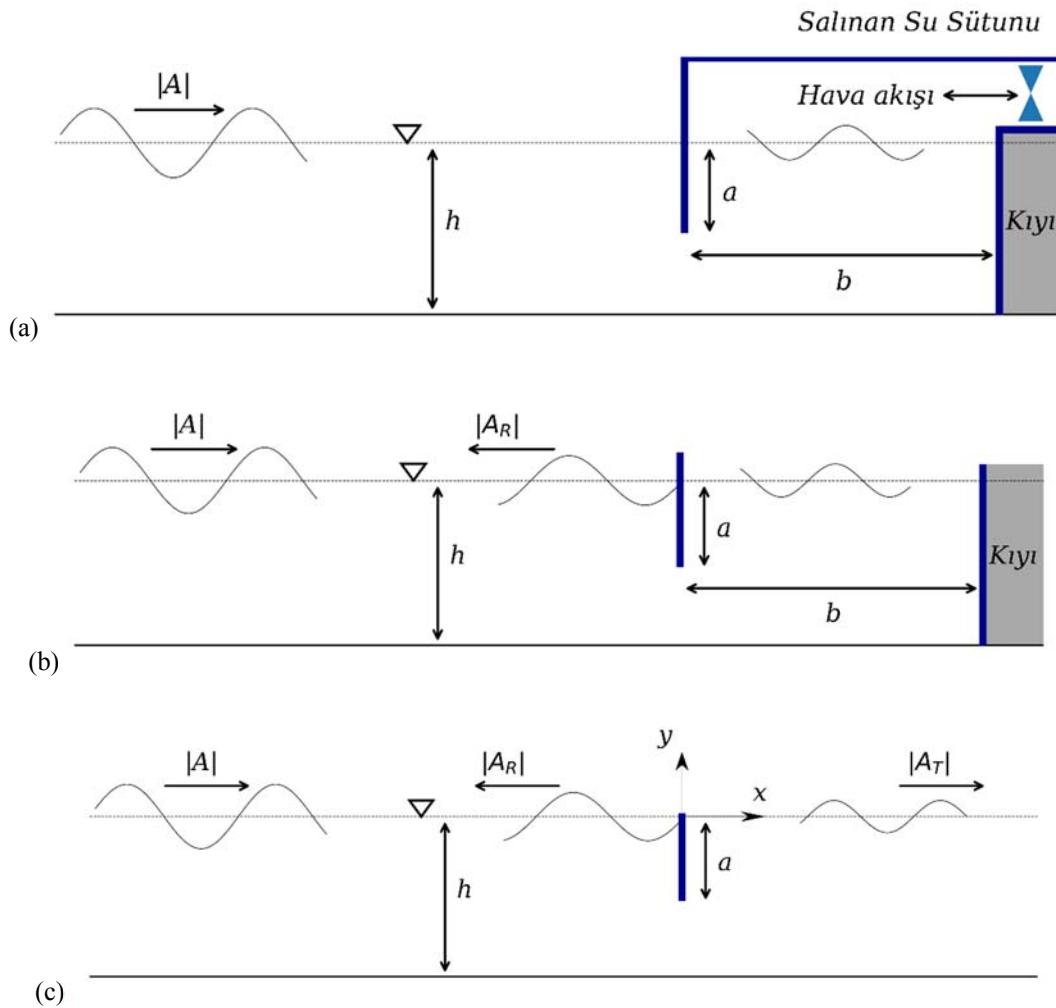 Salınan Su Sütunu
|A|
Hava akışı
a
h
Kıyı
b
(a)
|A|
|A_R|
a
h
Kıyı
b
(b)
y
|A|
|A_R|
|A_T|
x
a
h
(c)